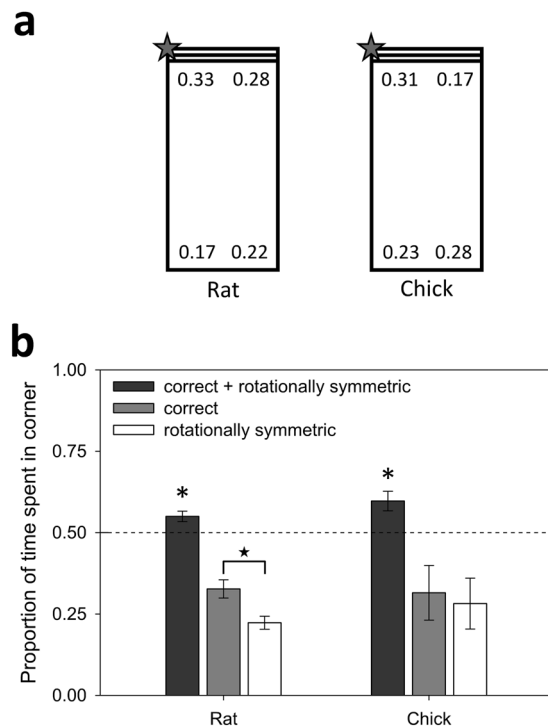 a
0.33 0.28 0.31 0.17
0.17 0.22 0.23 0.28
Rat Chick
b
Proportion of time spent in corner
1.00
correct + rotationally symmetric
correct
rotationally symmetric
0.75
* *
0.50
0.25
0.00
Rat Chick